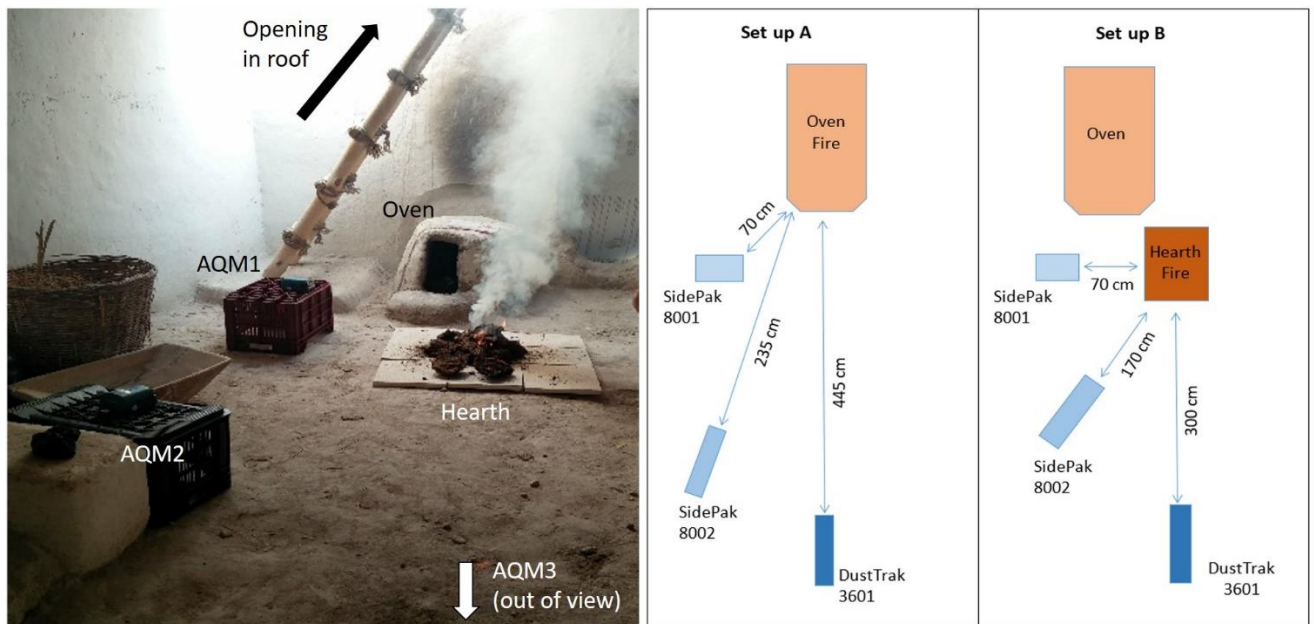 Opening
in roof
Oven
AQM1
Hearth
AQM2
AQM3
(out of view)
Set up A
Oven
Fire
70 cm
SidePak
8001
235 cm
445 cm
SidePak
8002
DustTrak
3601
Set up B
Oven
Hearth
Fire
70 cm
SidePak
8001
170 cm
300 cm
SidePak
8002
DustTrak
3601